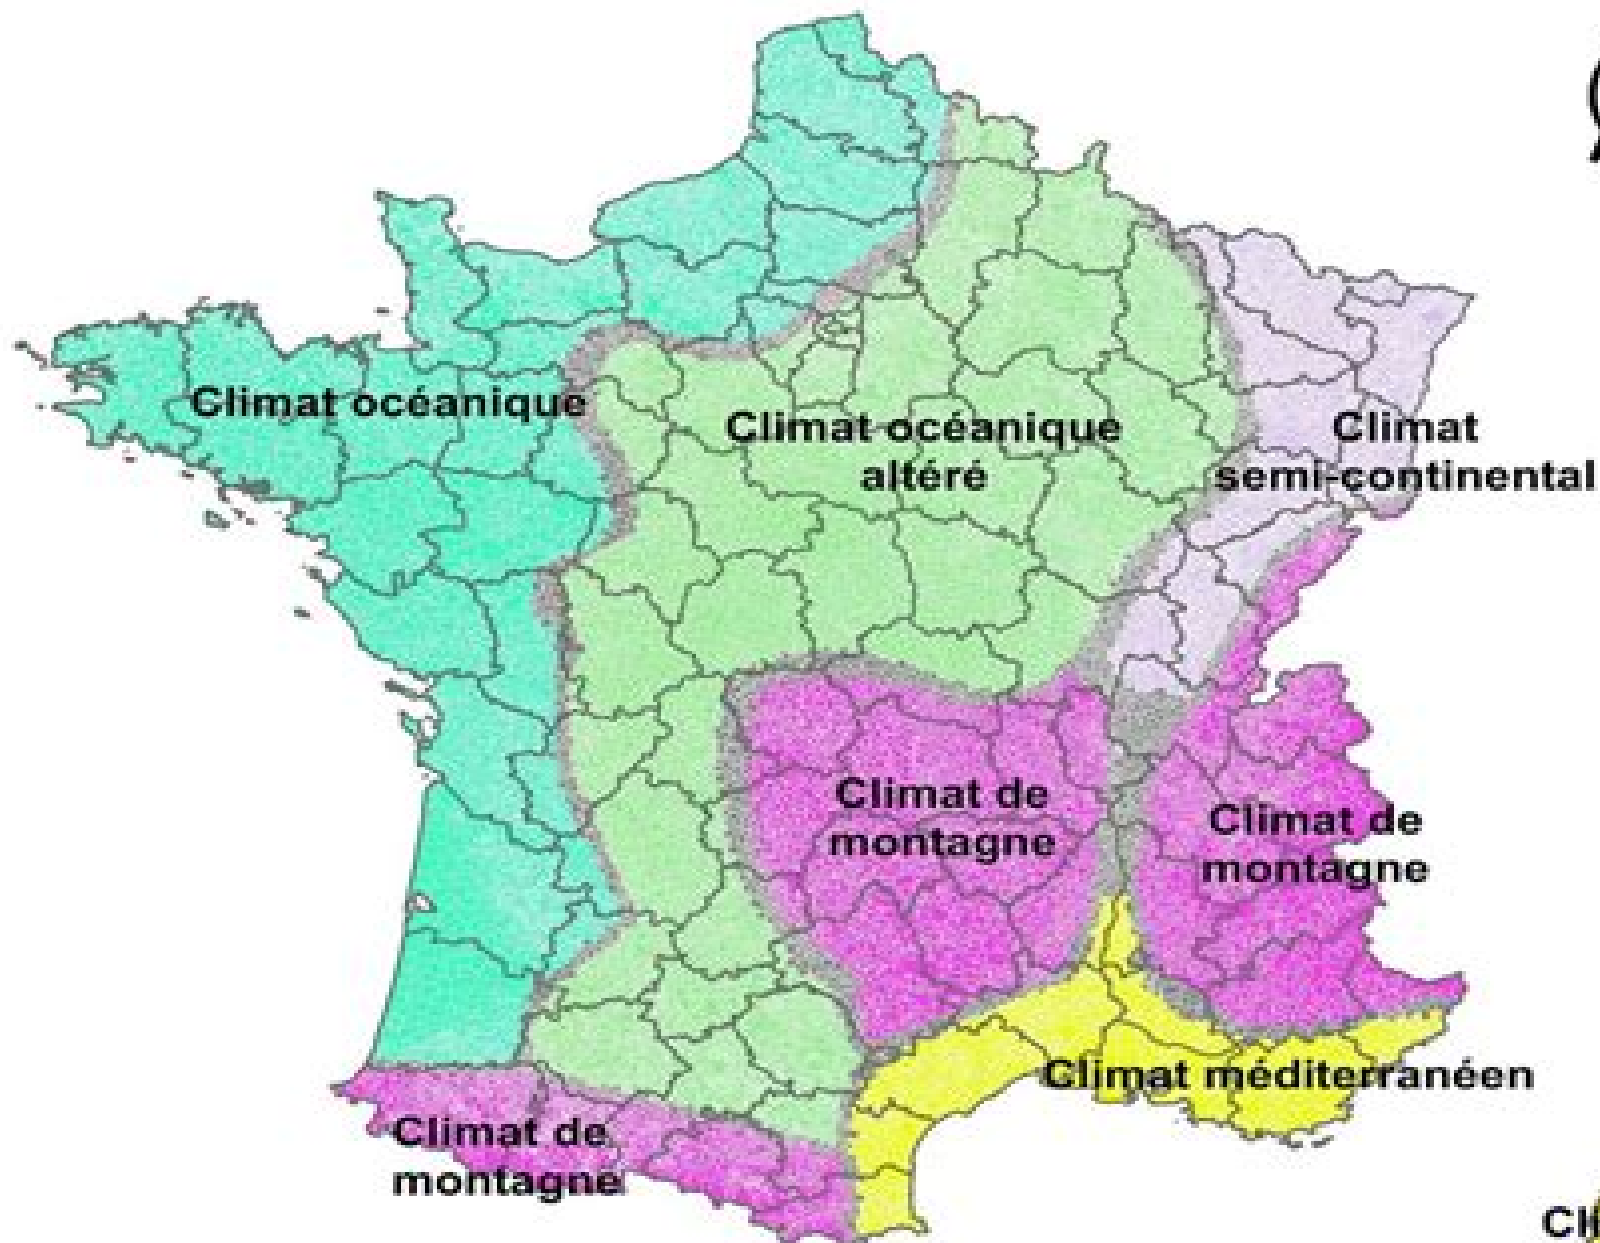 Climat océanique
Climat océanique
altéré
Climat
semi-continental
Climat de
montagne
Climat de
montagne
Climat méditerranéen
Climat de
montagne